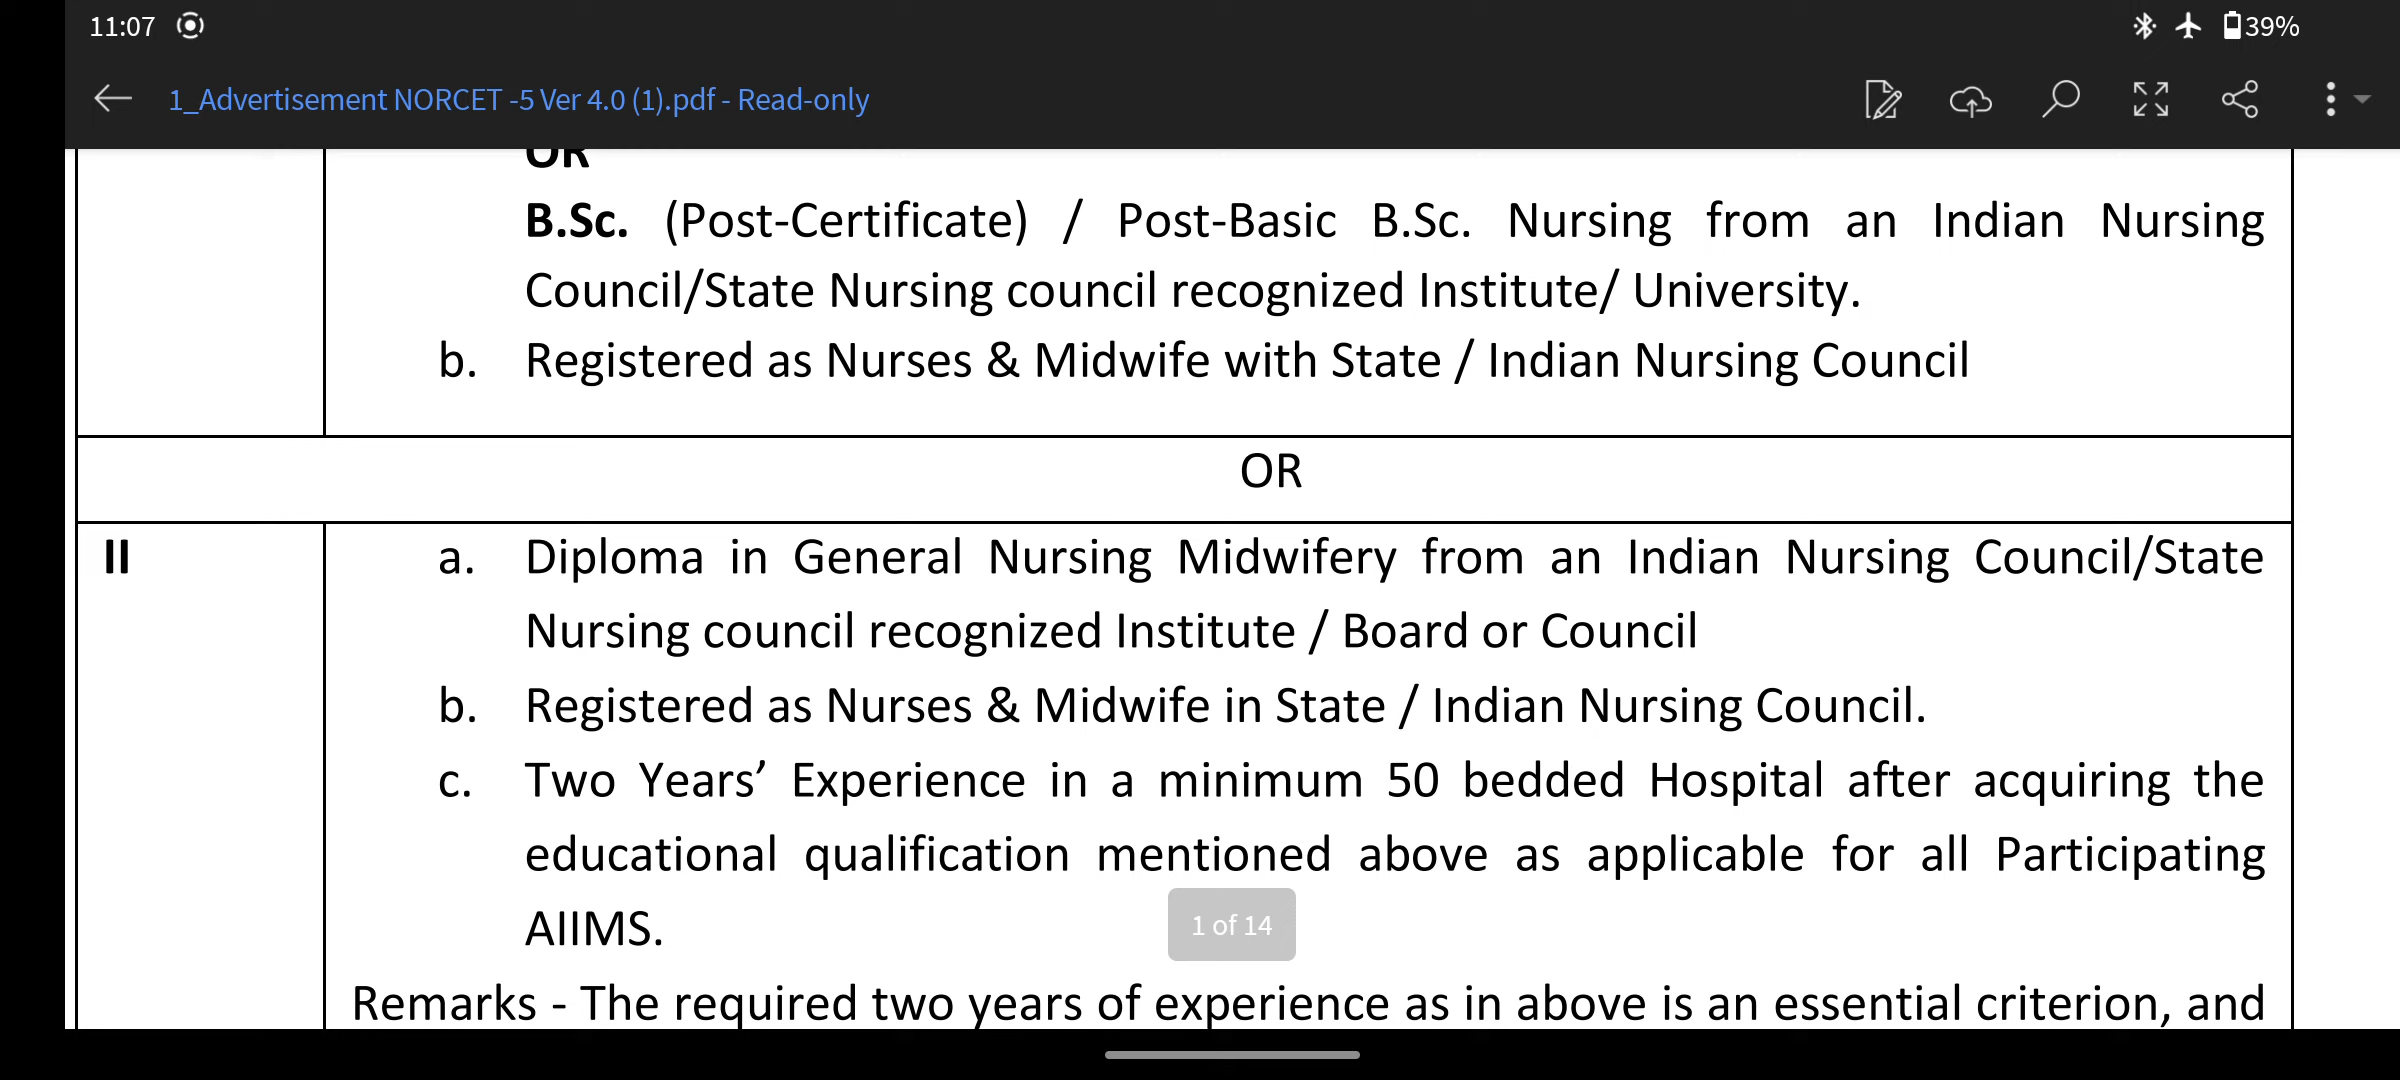 11:07
39%
1_Advertisement NORCET -5 Ver 4.0 (1).pdf - Read-only
OR
B.Sc. (Post-Certificate) / Post-Basic B.Sc. Nursing from an Indian Nursing
Council/State Nursing council recognized Institute/ University.
b. Registered as Nurses & Midwife with State / Indian Nursing Council
OR
II
a. Diploma in General Nursing Midwifery from an Indian Nursing Council/State
Nursing council recognized Institute / Board or Council
b. Registered as Nurses & Midwife in State / Indian Nursing Council.
c. Two Years’ Experience in a minimum 50 bedded Hospital after acquiring the
educational qualification mentioned above as applicable for all Participating
AIIMS.
1 of 14
Remarks - The required two years of experience as in above is an essential criterion, and